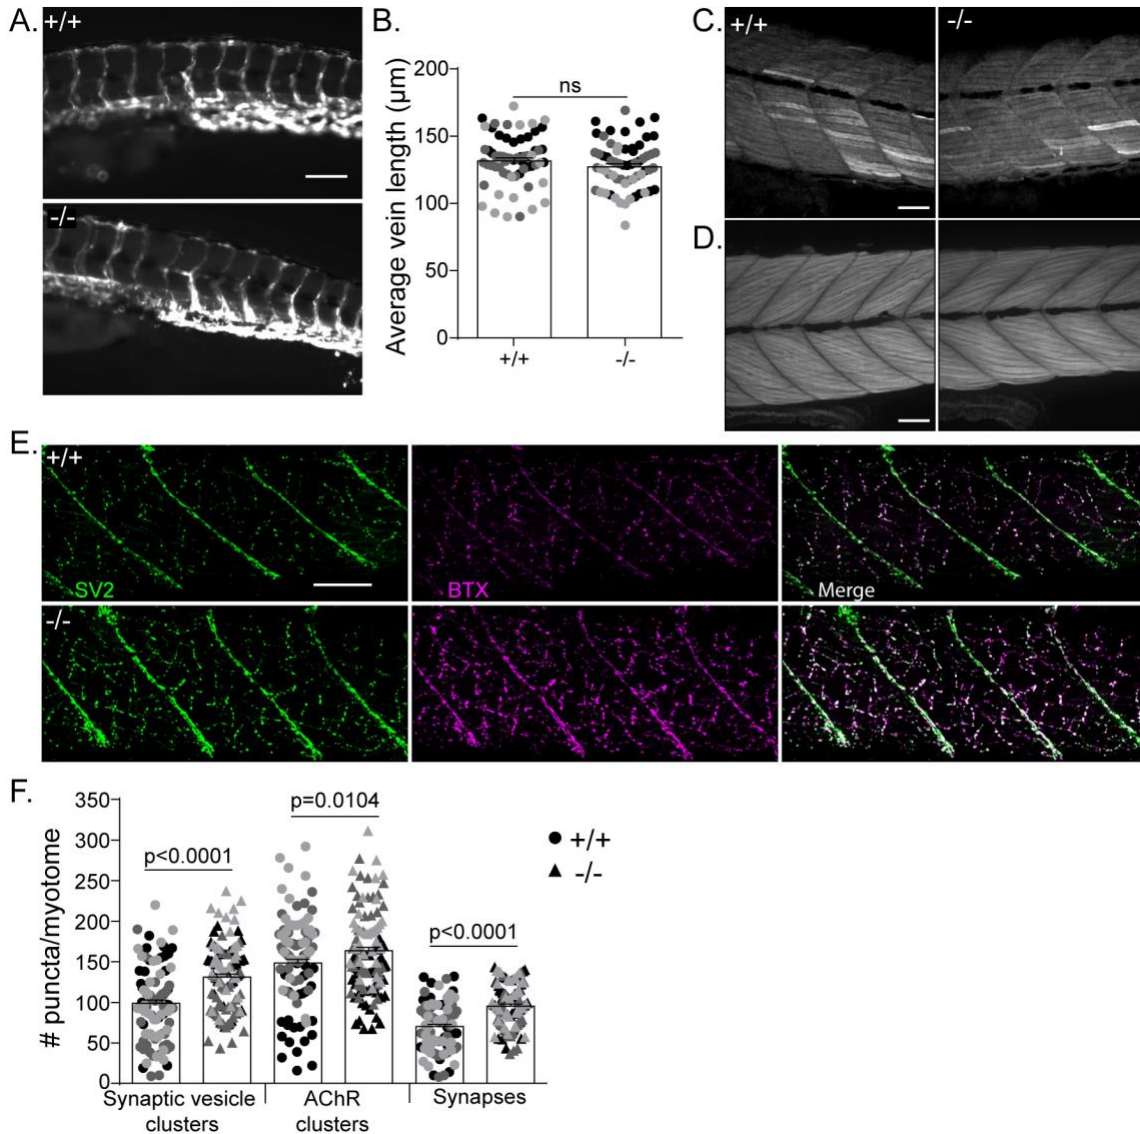 A.
+/+
-/-
B.
Average vein length (µm)
200
150
100
50
0
ns
+/+
-/-
C.
+/+
-/-
D.
E.
+/+
SV2
BTX
Merge
-/-
F.
# puncta/myotome
350
300
250
200
150
100
50
0
p<0.0001
p=0.0104
p<0.0001
+/+
-/-
Synaptic vesicle
clusters
AChR
clusters
Synapses